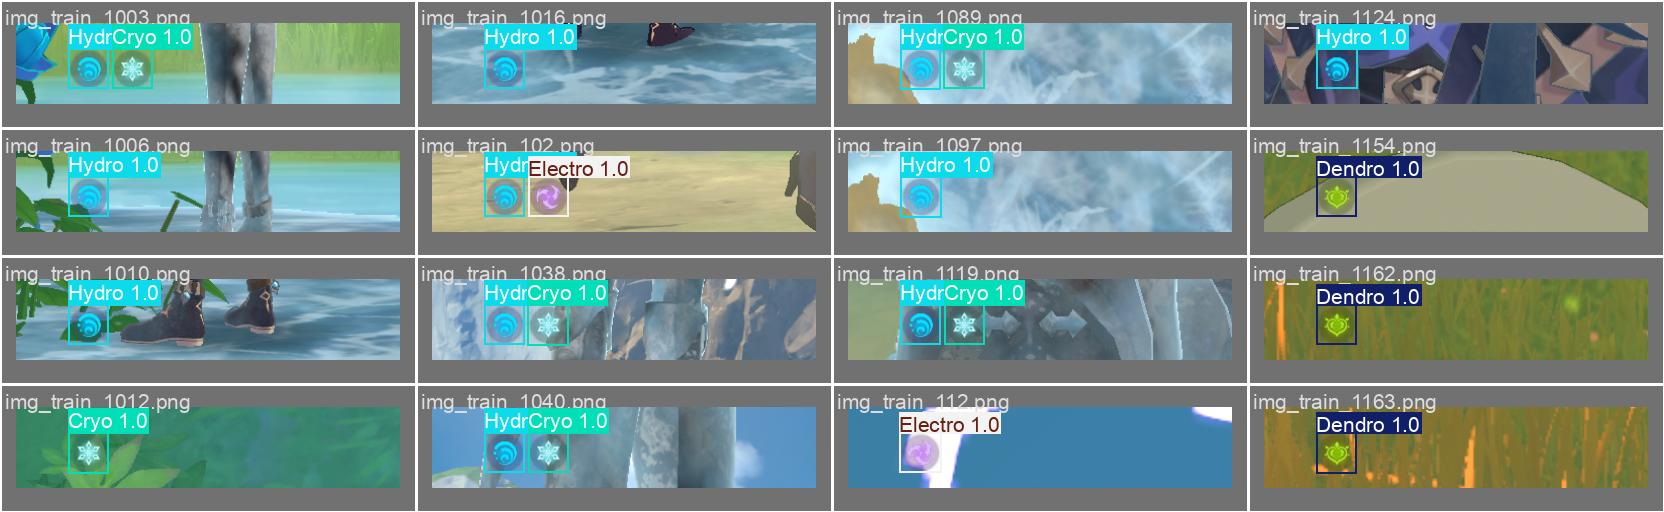 img_train_1003.png
HydrCryo 1.0
img_train_1016.png
Hydro 1.0
img_train_1089.png
HydrCryo 1.0
img_train_1124.png
Hydro 1.0
img_train_1006.png
Hydro 1.0
img_train_102.png
Hydr
Electro 1.0
img_train_1097.png
Hydro 1.0
img_train_1154.png
Dendro 1.0
img_train_1010.png
Hydro 1.0
img_train_1038.png
HydrCryo 1.0
img_train_1119.png
HydrCryo 1.0
img_train_1162.png
Dendro 1.0
img_train_1012.png
Cryo 1.0
img_train_1040.png
HydrCryo 1.0
img_train_112.png
Electro 1.0
img_train_1163.png
Dendro 1.0